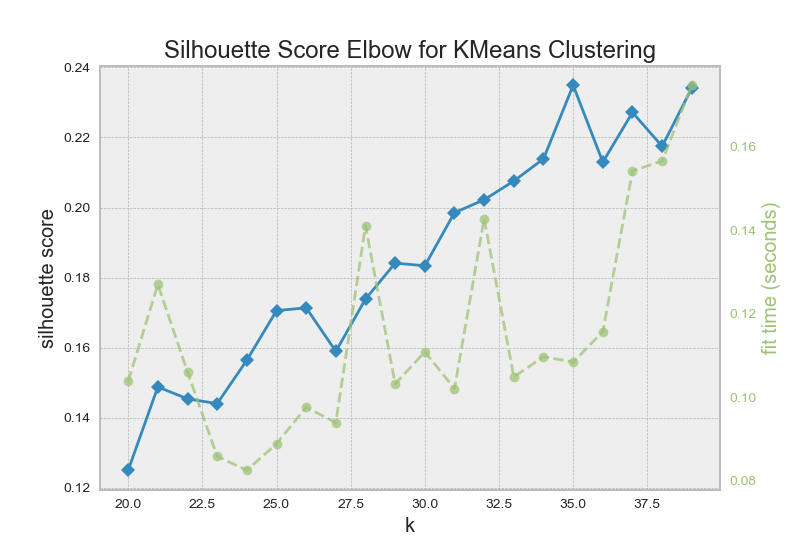 Silhouette Score Elbow for KMeans Clustering
silhouette score
0.24
0.22
0.20
0.18
0.16
0.14
0.12
20.0 22.5 25.0 27.5 30.0 32.5 35.0 37.5
k
0.16
0.14
0.12
0.10
0.08
fit time (seconds)